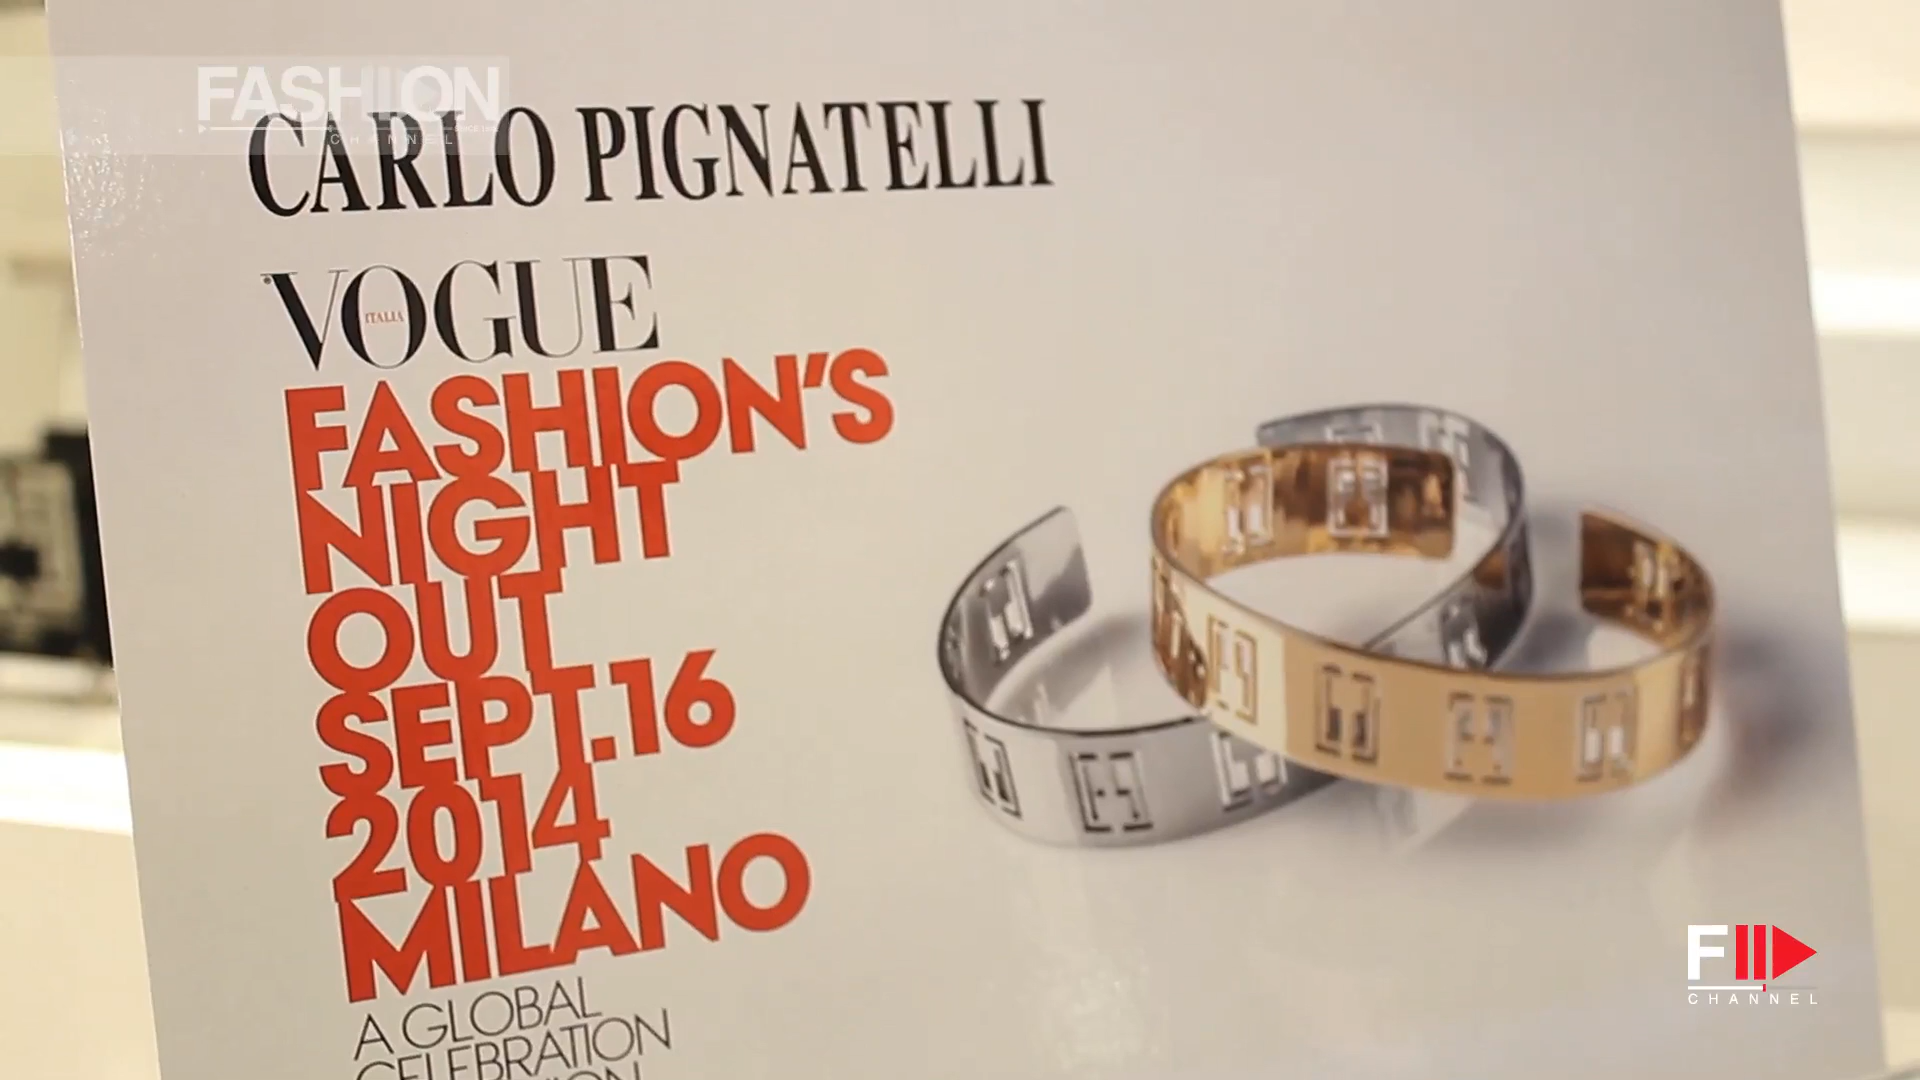 FASHION
CHANNEL
CARLO PIGNATELLI
VOGUE
ITALIA
FASHION'S
NIGHT
OUT
SEPT.16
2014
MILANO
A GLOBAL
CELEBRATION
F
CHANNEL